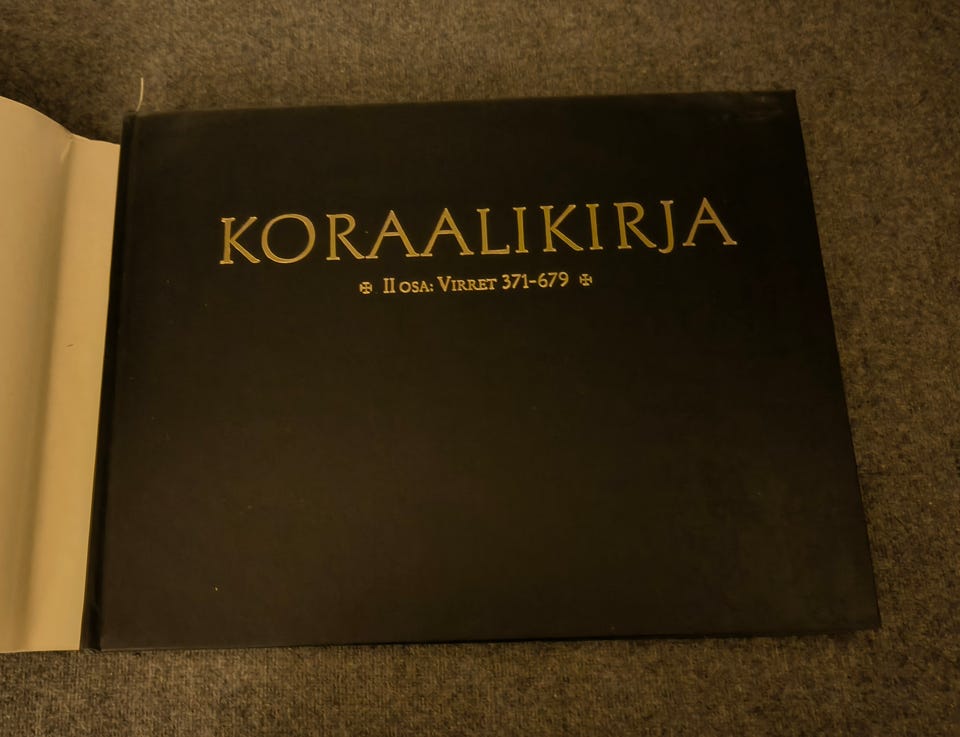 KORAALIKIRJA
✠ II OSA: VIRRET 371-679 ✠